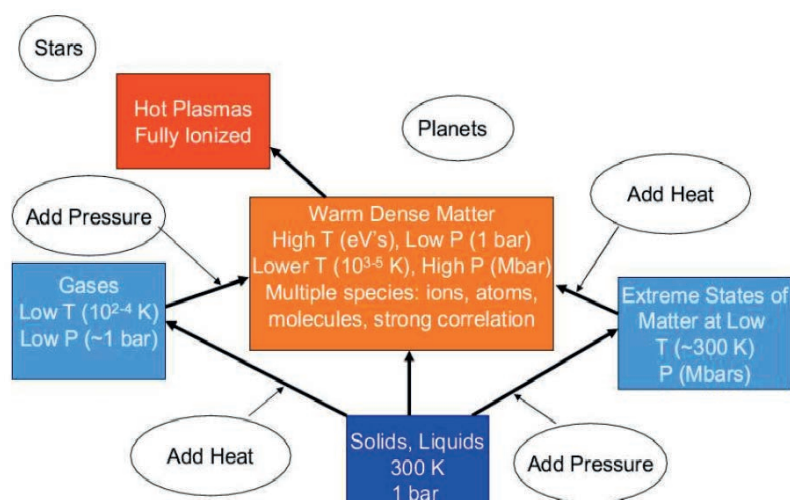 Stars
Hot Plasmas
Fully Ionized
Planets
Add Pressure
Add Heat
Warm Dense Matter
High T (eV's), Low P (1 bar)
Lower T (10³⁻⁵ K), High P (Mbar)
Multiple species: ions, atoms,
molecules, strong correlation
Gases
Low T (10²⁻⁴ K)
Low P (~1 bar)
Extreme States of
Matter at Low
T (~300 K)
P (Mbars)
Add Heat
Solids, Liquids
300 K
1 bar
Add Pressure